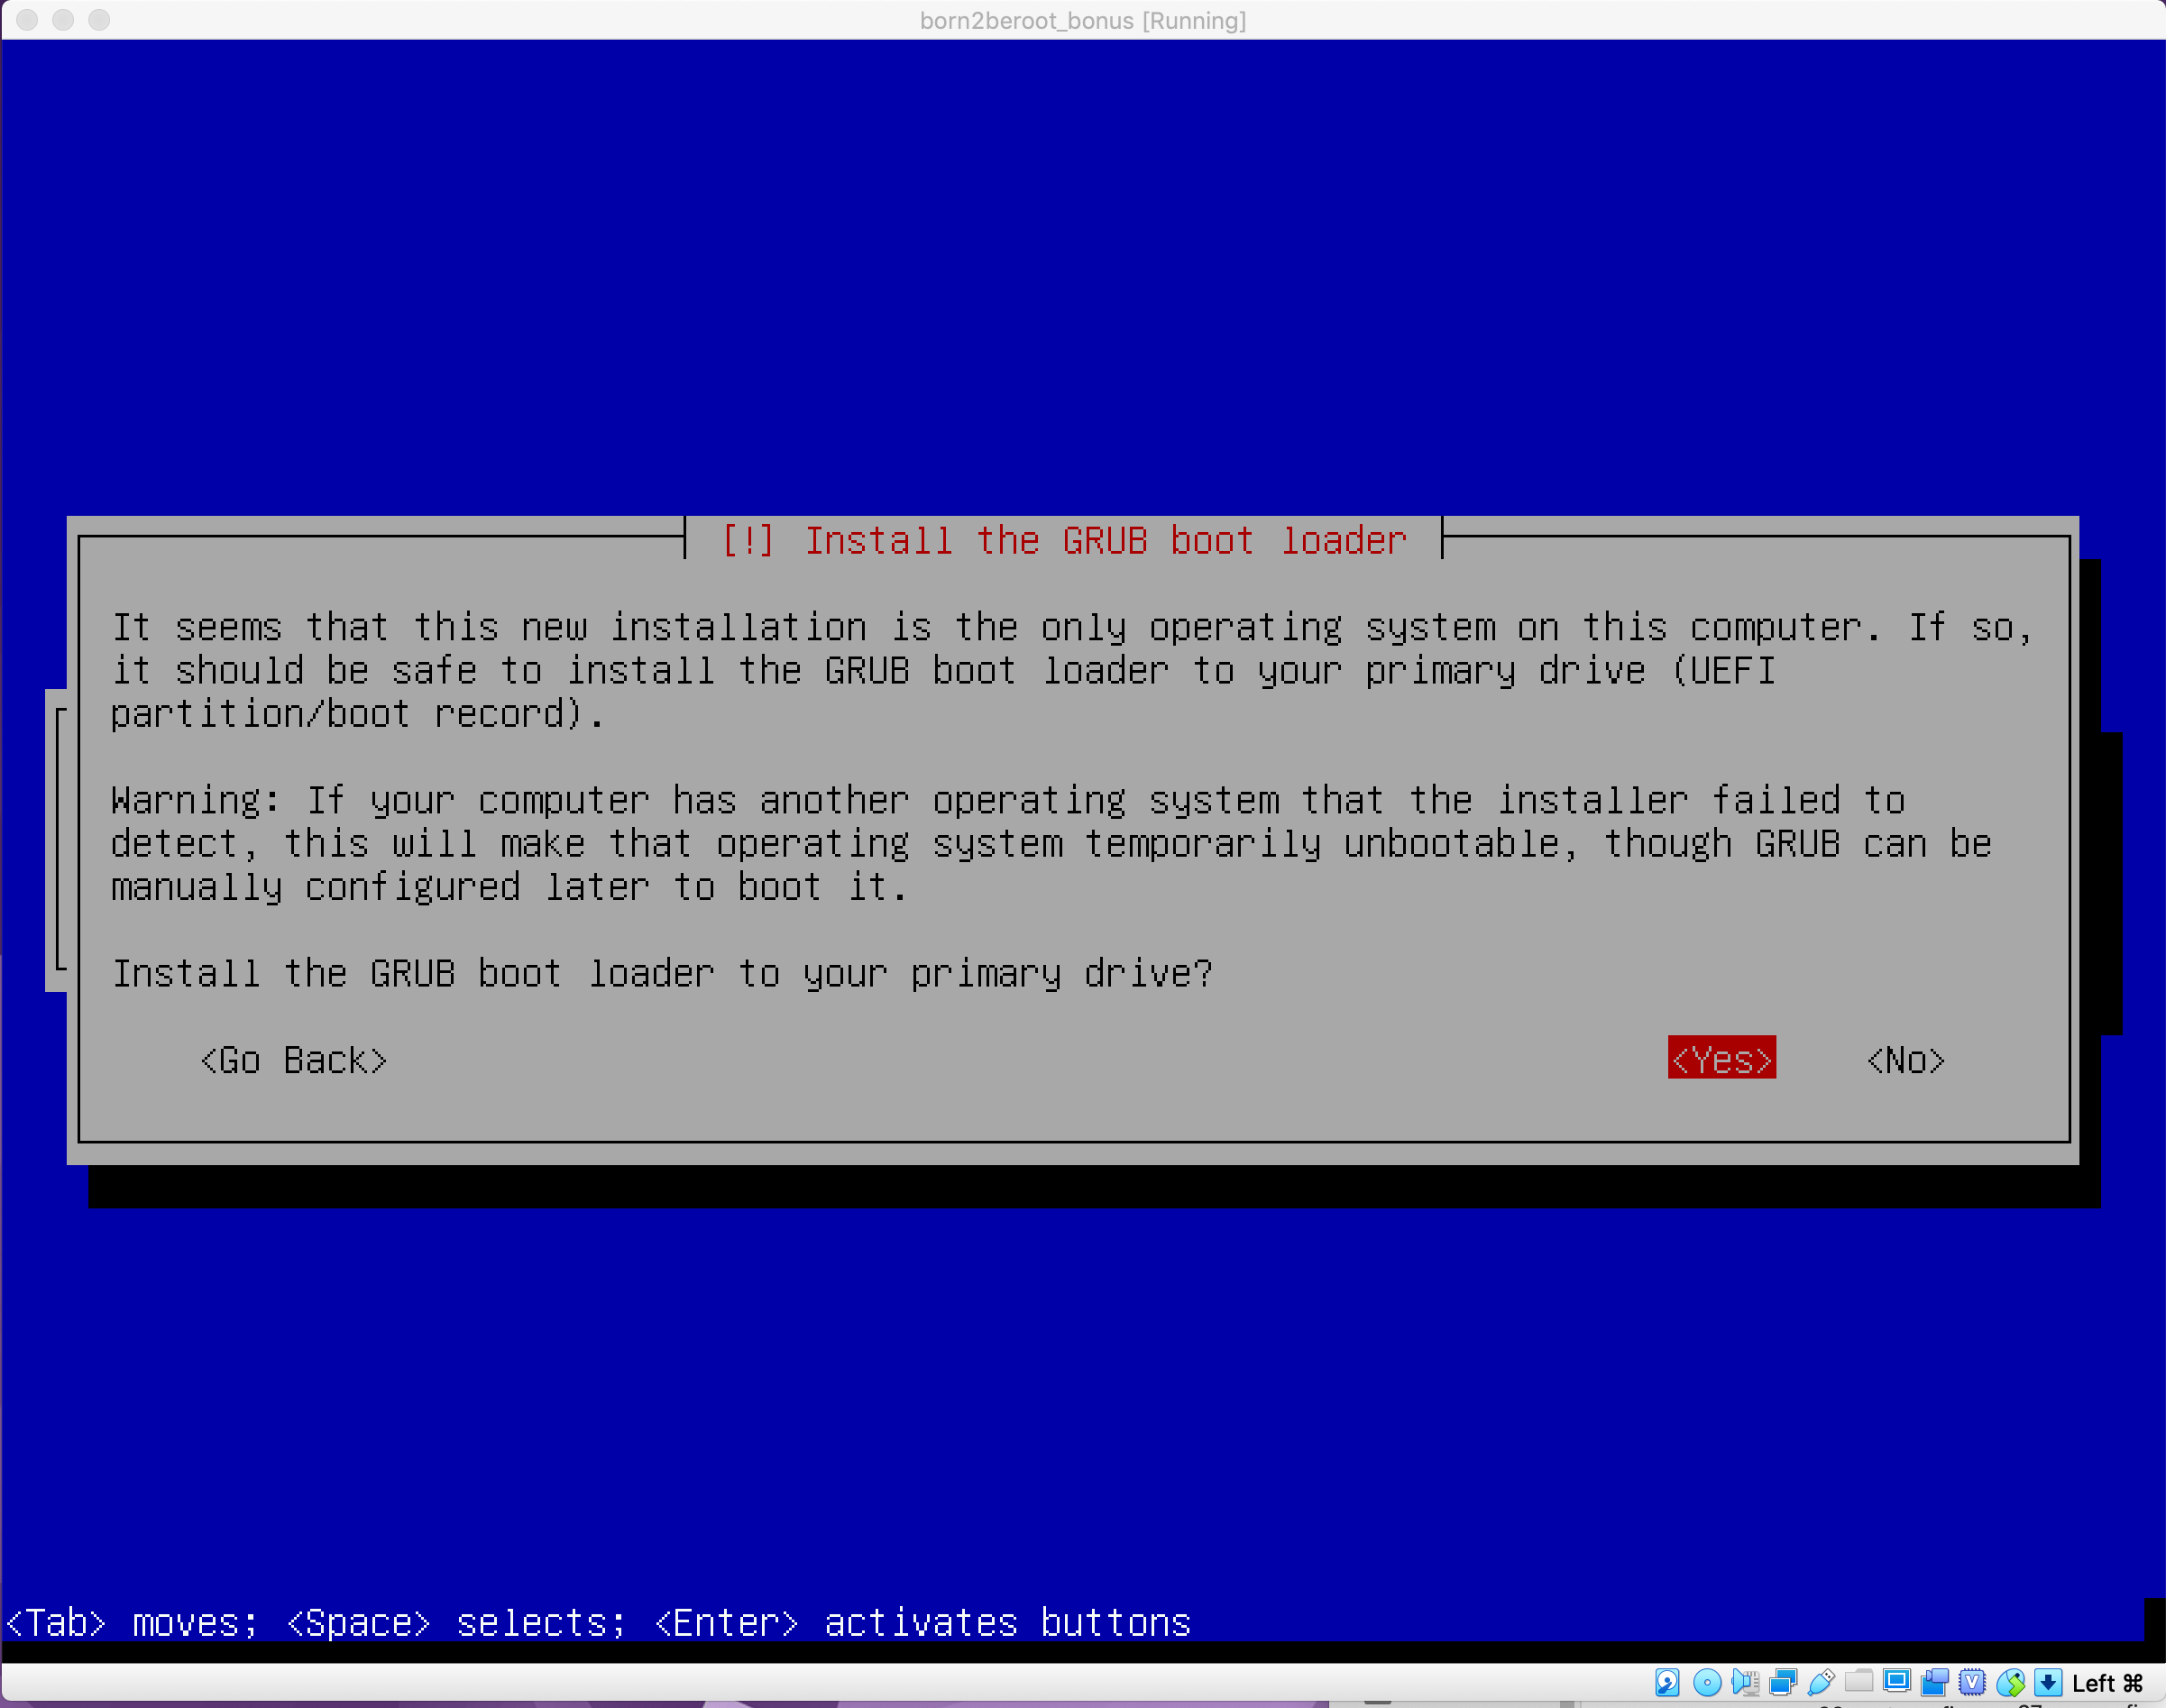 born2beroot_bonus [Running]
[!] Install the GRUB boot loader
It seems that this new installation is the only operating system on this computer. If so,
it should be safe to install the GRUB boot loader to your primary drive (UEFI
partition/boot record).
Warning: If your computer has another operating system that the installer failed to
detect, this will make that operating system temporarily unbootable, though GRUB can be
manually configured later to boot it.
Install the GRUB boot loader to your primary drive?
<Go Back> <Yes> <No>
<Tab> moves; <Space> selects; <Enter> activates buttons
Left ⌘